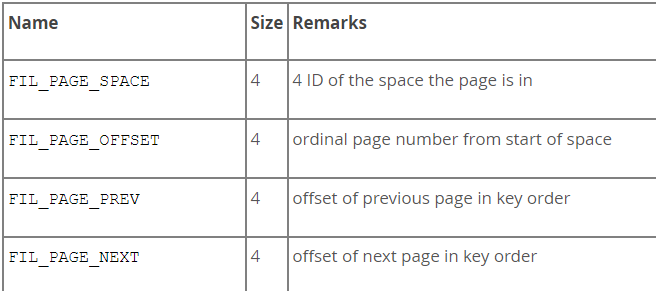 Name Size Remarks
FIL_PAGE_SPACE 4 4 ID of the space the page is in
FIL_PAGE_OFFSET 4 ordinal page number from start of space
FIL_PAGE_PREV 4 offset of previous page in key order
FIL_PAGE_NEXT 4 offset of next page in key order